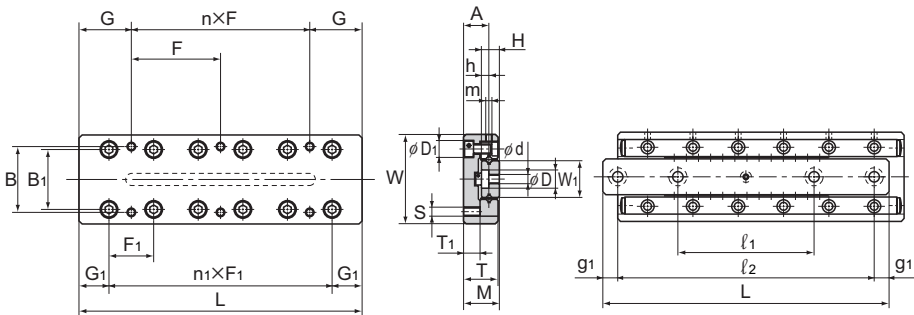 G n×F G
F
B B1
F1
G1 n1×F1 G1
L
A
H
h
m
φD1 φd
W φD W1
S
T1
T
M
ℓ1
g1 ℓ2 g1
L